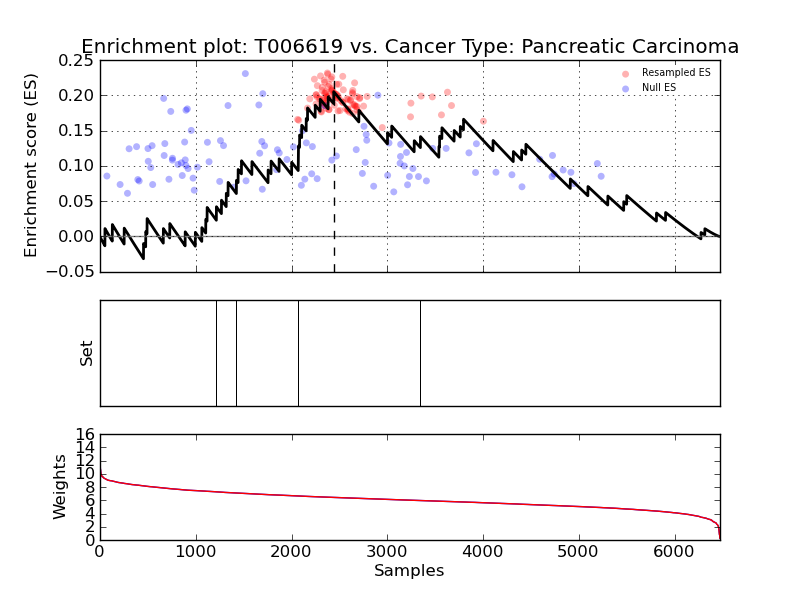 Enrichment plot: T006619 vs. Cancer Type: Pancreatic Carcinoma
Enrichment score (ES)
0.25
0.20
0.15
0.10
0.05
0.00
−0.05
Resampled ES
Null ES
Set
Weights
16
14
12
10
8
6
4
2
0
0 1000 2000 3000 4000 5000 6000
Samples